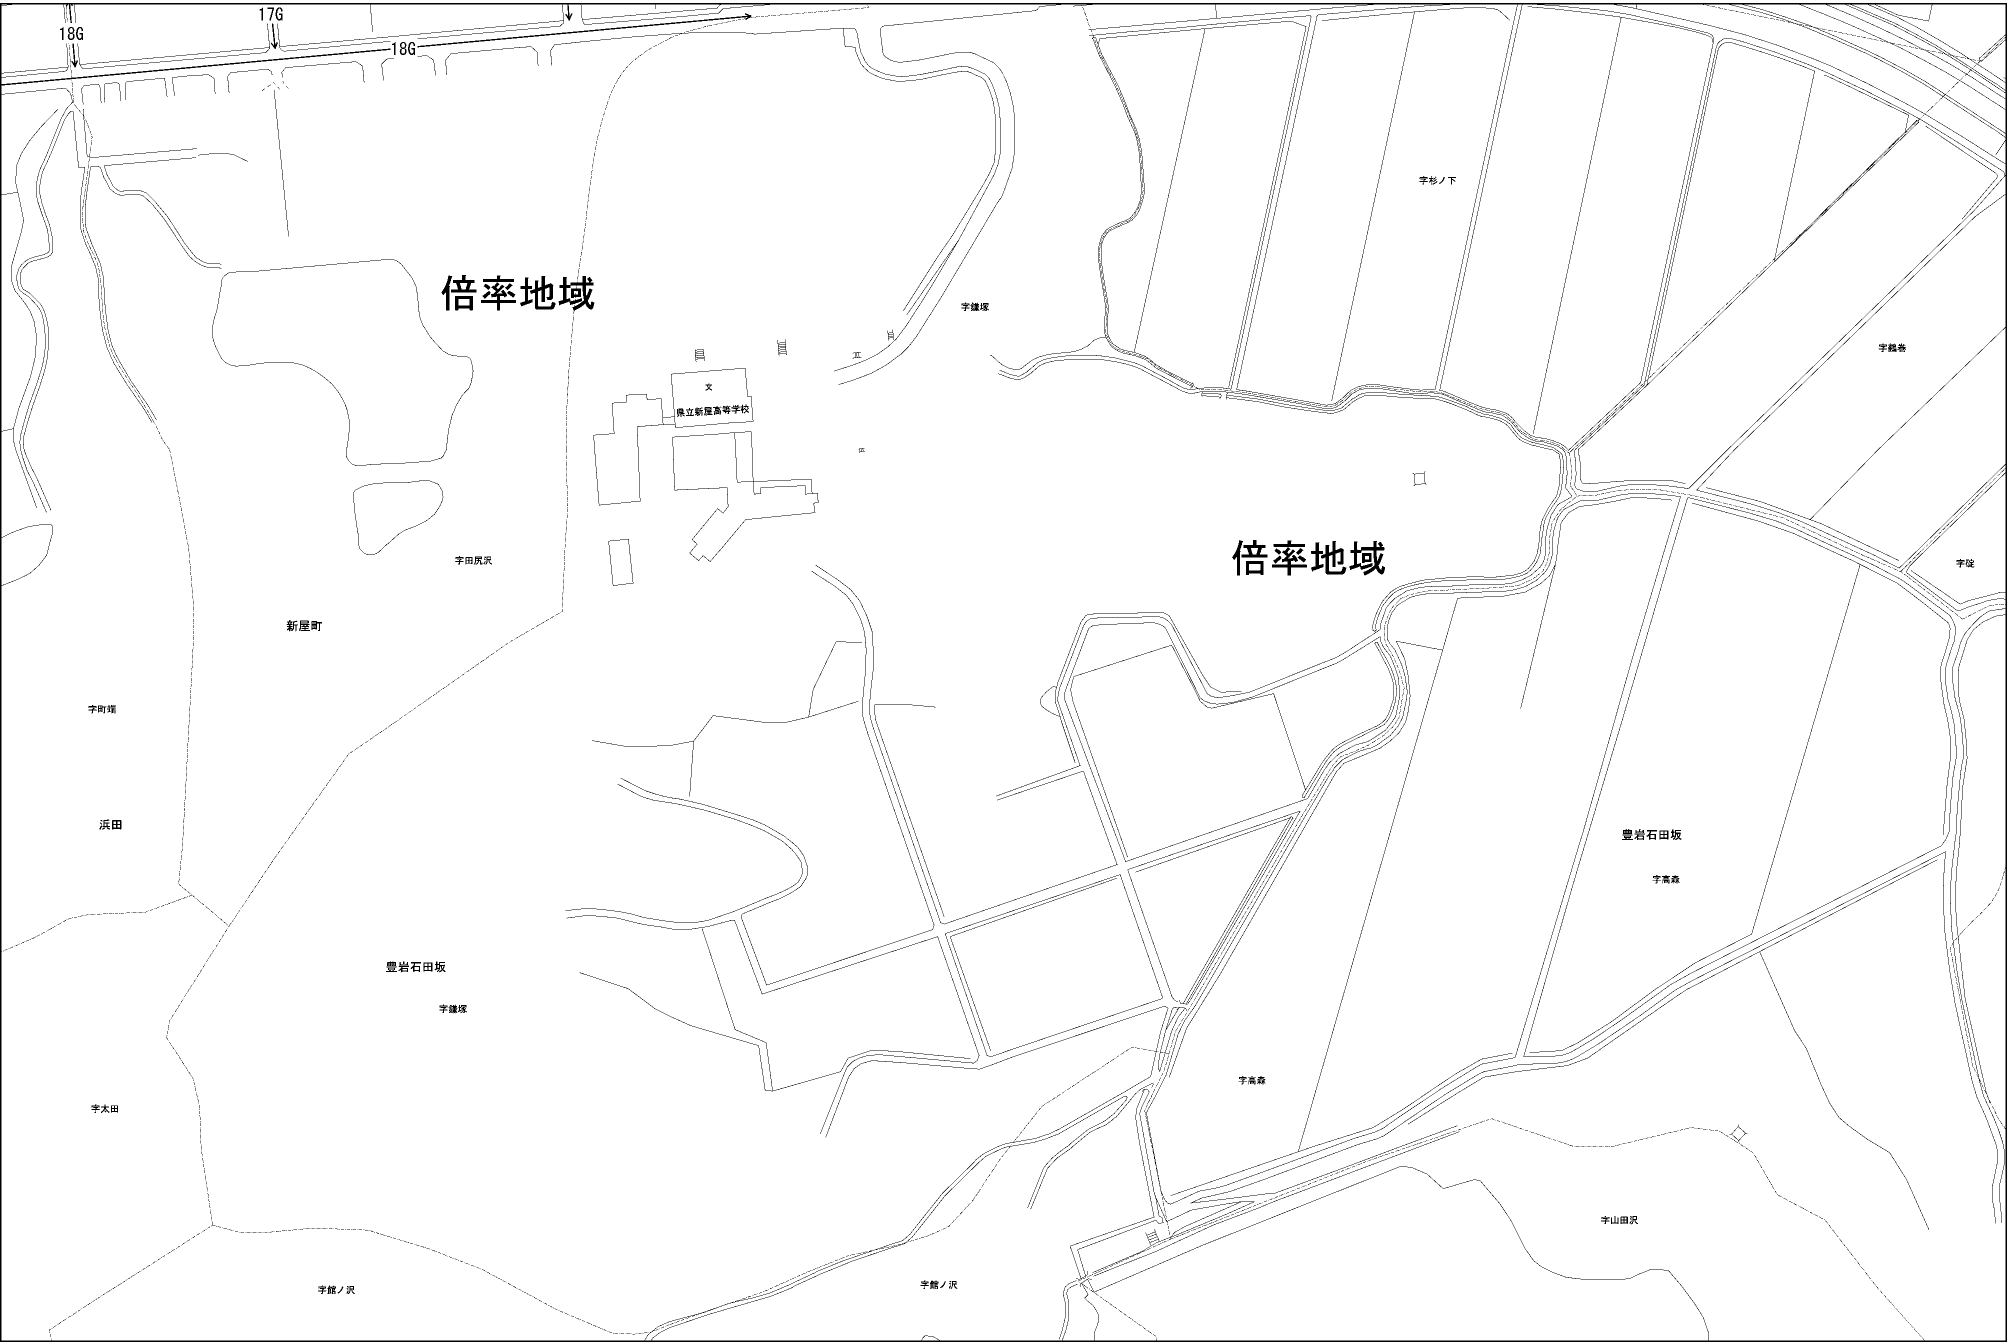 17G
18G
18G
字杉ノ下
倍率地域
字鎌塚
字鶴巻
文
県立新屋高等学校
字田尻沢
倍率地域
字碇
新屋町
字町端
浜田
豊岩石田坂
字高森
豊岩石田坂
字鎌塚
字高森
字太田
字山田沢
字館ノ沢
字館ノ沢